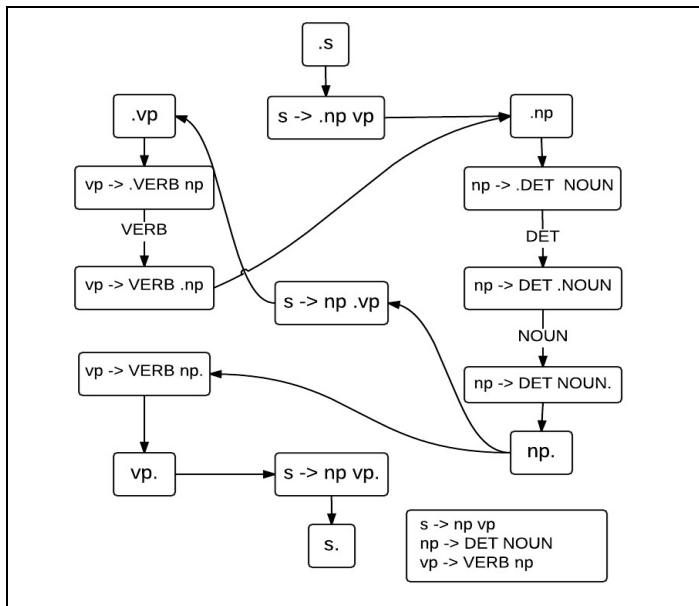 .s
s -> .np vp
.vp
.np
vp -> .VERB np
np -> .DET NOUN
VERB
DET
vp -> VERB .np
np -> DET .NOUN
s -> np .vp
NOUN
vp -> VERB np.
np -> DET NOUN.
np.
vp.
s -> np vp.
s.
s -> np vp
np -> DET NOUN
vp -> VERB np